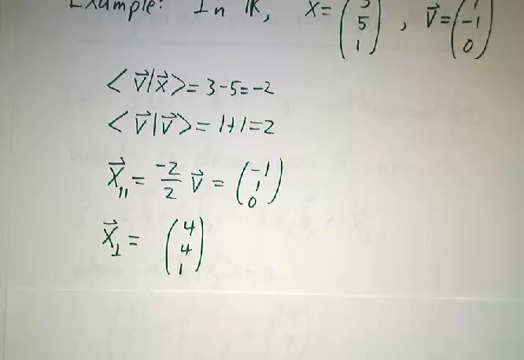 Example: In ℝ, x = (3 5 1), v⃗ = (1 -1 0)
⟨v⃗|x⃗⟩ = 3 - 5 = -2
⟨v⃗|v⃗⟩ = 1 + 1 = 2
x⃗₁₁ = -2/2 v⃗ = (-1 1 0)
x⃗⊥ = (4 4 1)